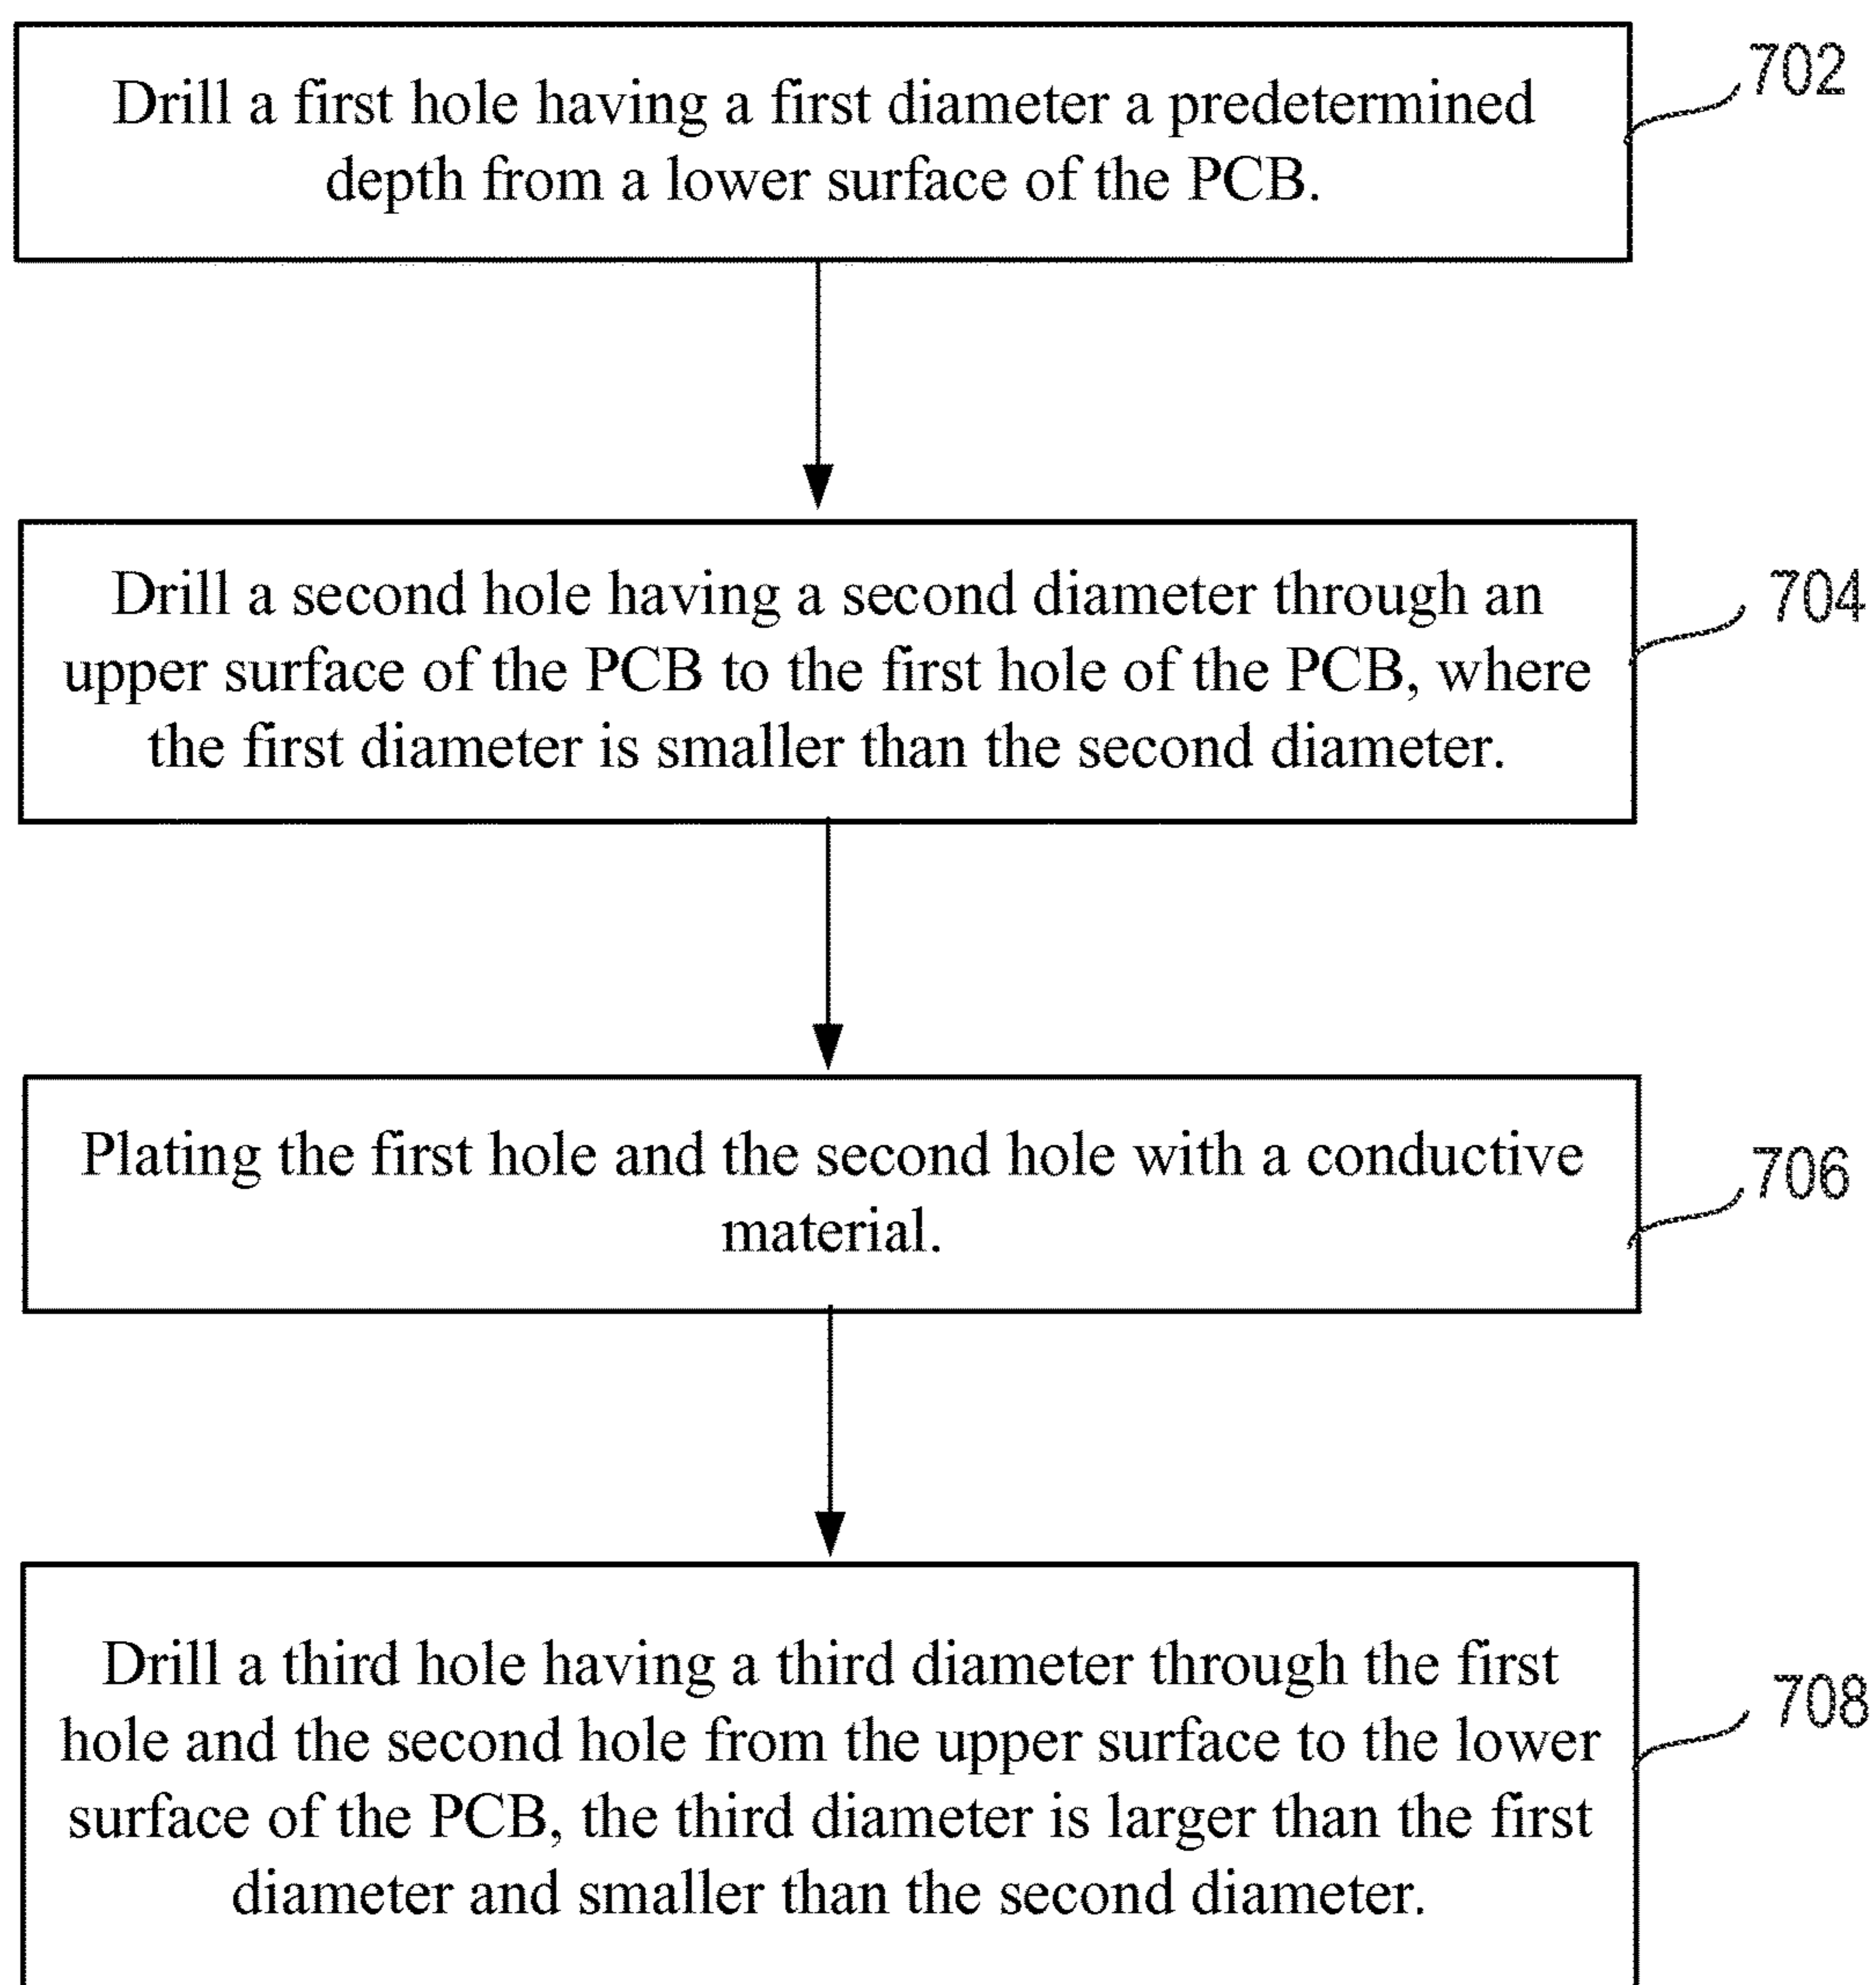 Drill a first hole having a first diameter a predetermined
depth from a lower surface of the PCB.
702
Drill a second hole having a second diameter through an
upper surface of the PCB to the first hole of the PCB, where
the first diameter is smaller than the second diameter.
704
Plating the first hole and the second hole with a conductive
material.
706
Drill a third hole having a third diameter through the first
hole and the second hole from the upper surface to the lower
surface of the PCB, the third diameter is larger than the first
diameter and smaller than the second diameter.
708